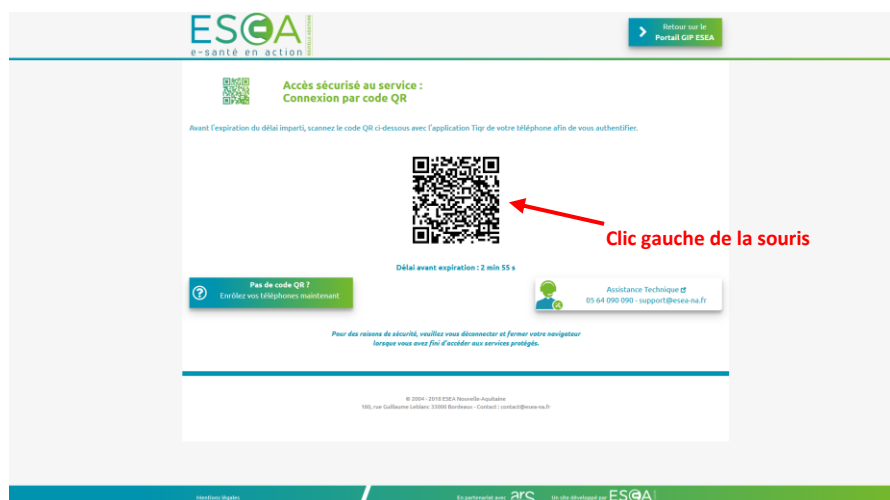 ESEA
NOUVELLE-AQUITAINE
e-santé en action
Retour sur le
Portail GIP ESEA
Accès sécurisé au service :
Connexion par code QR
Avant l'expiration du délai imparti, scannez le code QR ci-dessous avec l'application Tiqr de votre téléphone afin de vous authentifier.
Clic gauche de la souris
Délai avant expiration : 2 min 55 s
Pas de code QR ?
Enrôlez vos téléphones maintenant
Assistance Technique
05 64 090 090 - support@esea-na.fr
Pour des raisons de sécurité, veuillez vous déconnecter et fermer votre navigateur
lorsque vous avez fini d'accéder aux services protégés.
© 2004 - 2018 ESEA Nouvelle-Aquitaine
180, rue Guillaume Leblanc 33000 Bordeaux - Contact : contact@esea-na.fr
Mentions légales
En partenariat avec ars
Un site développé par ESEA